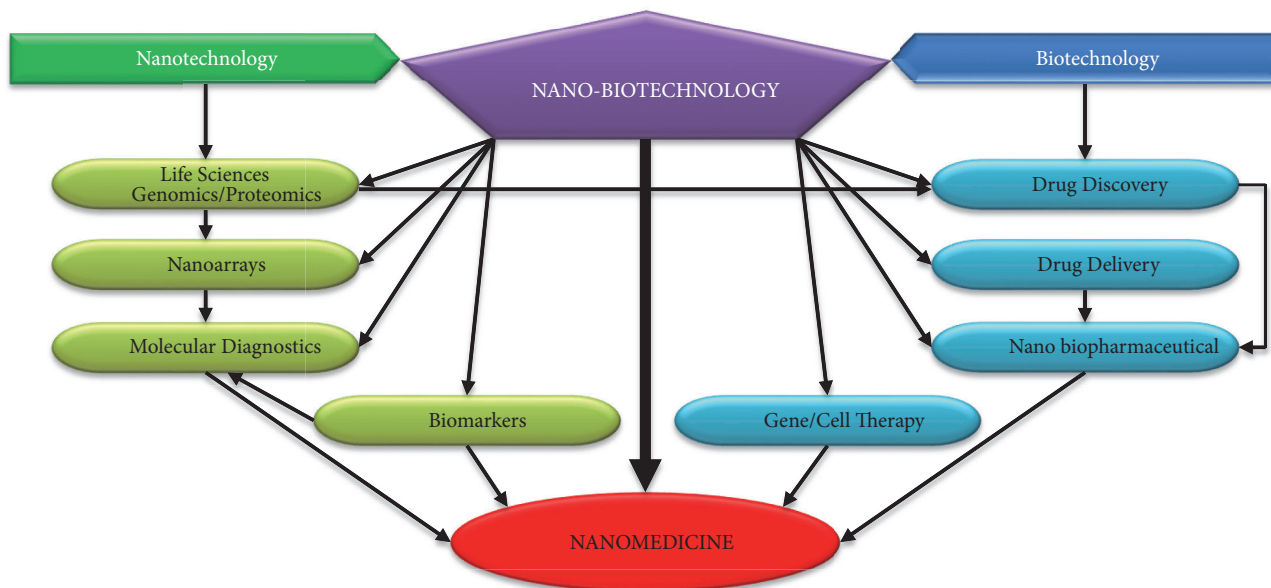 Nanotechnology
NANO-BIOTECHNOLOGY
Biotechnology
Life Sciences
Genomics/Proteomics
Drug Discovery
Nanoarrays
Drug Delivery
Molecular Diagnostics
Nano biopharmaceutical
Biomarkers
Gene/Cell Therapy
NANOMEDICINE